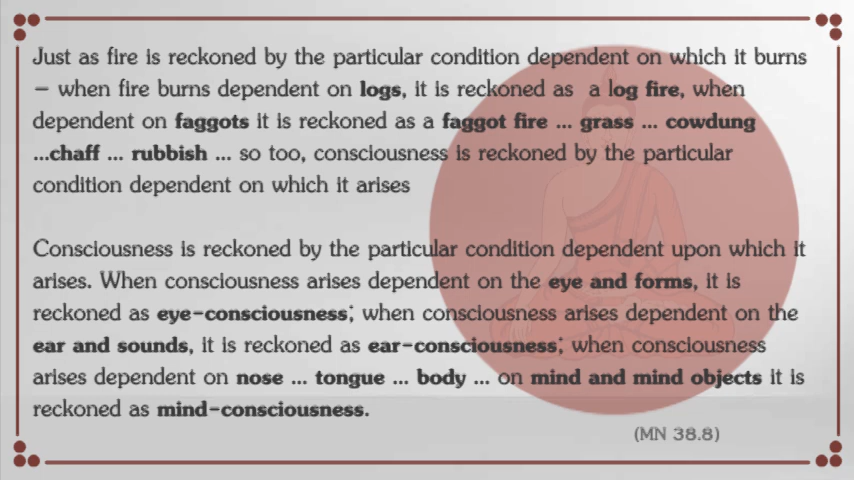 Just as fire is reckoned by the particular condition dependent on which it burns
– when fire burns dependent on logs, it is reckoned as a log fire, when
dependent on faggots it is reckoned as a faggot fire ... grass ... cowdung
...chaff ... rubbish ... so too, consciousness is reckoned by the particular
condition dependent on which it arises
Consciousness is reckoned by the particular condition dependent upon which it
arises. When consciousness arises dependent on the eye and forms, it is
reckoned as eye-consciousness; when consciousness arises dependent on the
ear and sounds, it is reckoned as ear-consciousness; when consciousness
arises dependent on nose ... tongue ... body ... on mind and mind objects it is
reckoned as mind-consciousness.
(MN 38.8)